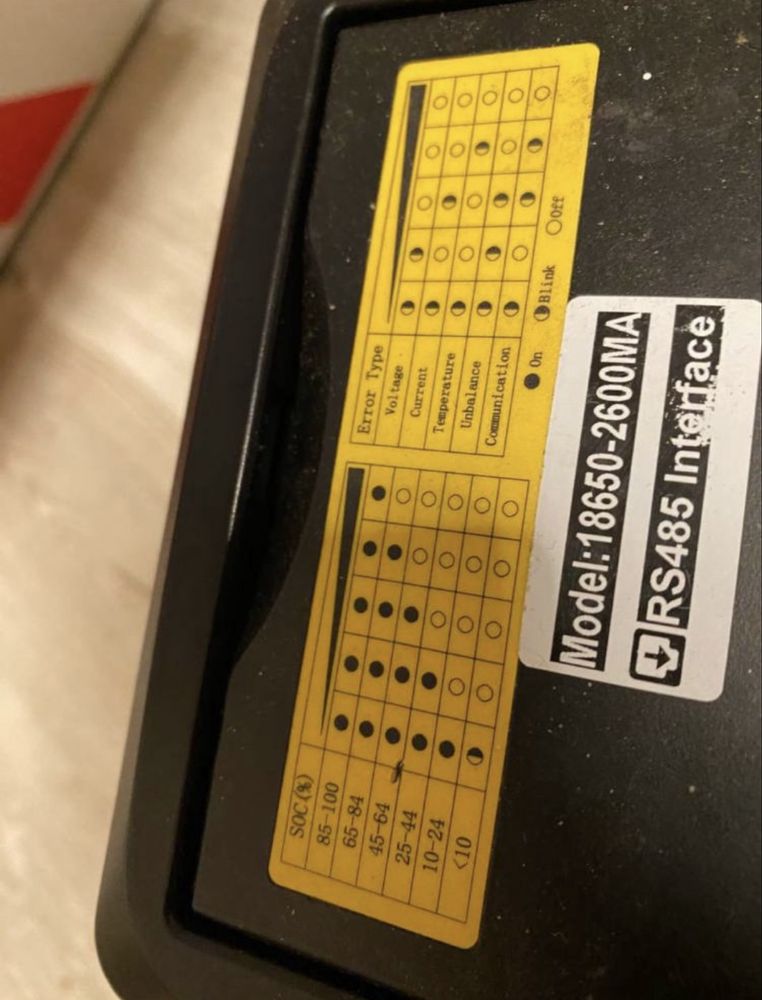 SOC(%)
85-100
65-84
45-64
25-44
10-24
<10
Error Type
Voltage
Current
Temperature
Unbalance
Communication
● On ◑Blink ○Off
Model:18650-2600MA
RS485 Interface